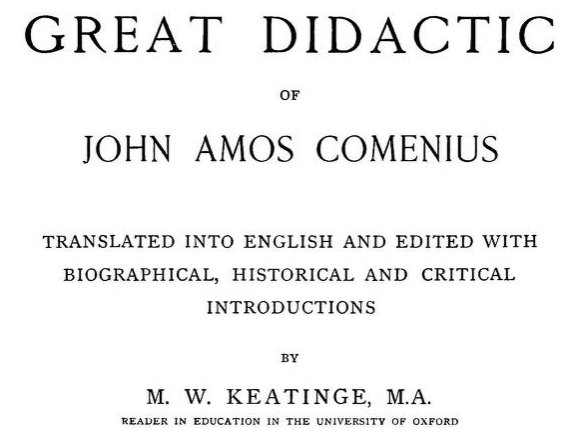 GREAT DIDACTIC
OF
JOHN AMOS COMENIUS
TRANSLATED INTO ENGLISH AND EDITED WITH
BIOGRAPHICAL, HISTORICAL AND CRITICAL
INTRODUCTIONS
BY
M. W. KEATINGE, M.A.
READER IN EDUCATION IN THE UNIVERSITY OF OXFORD